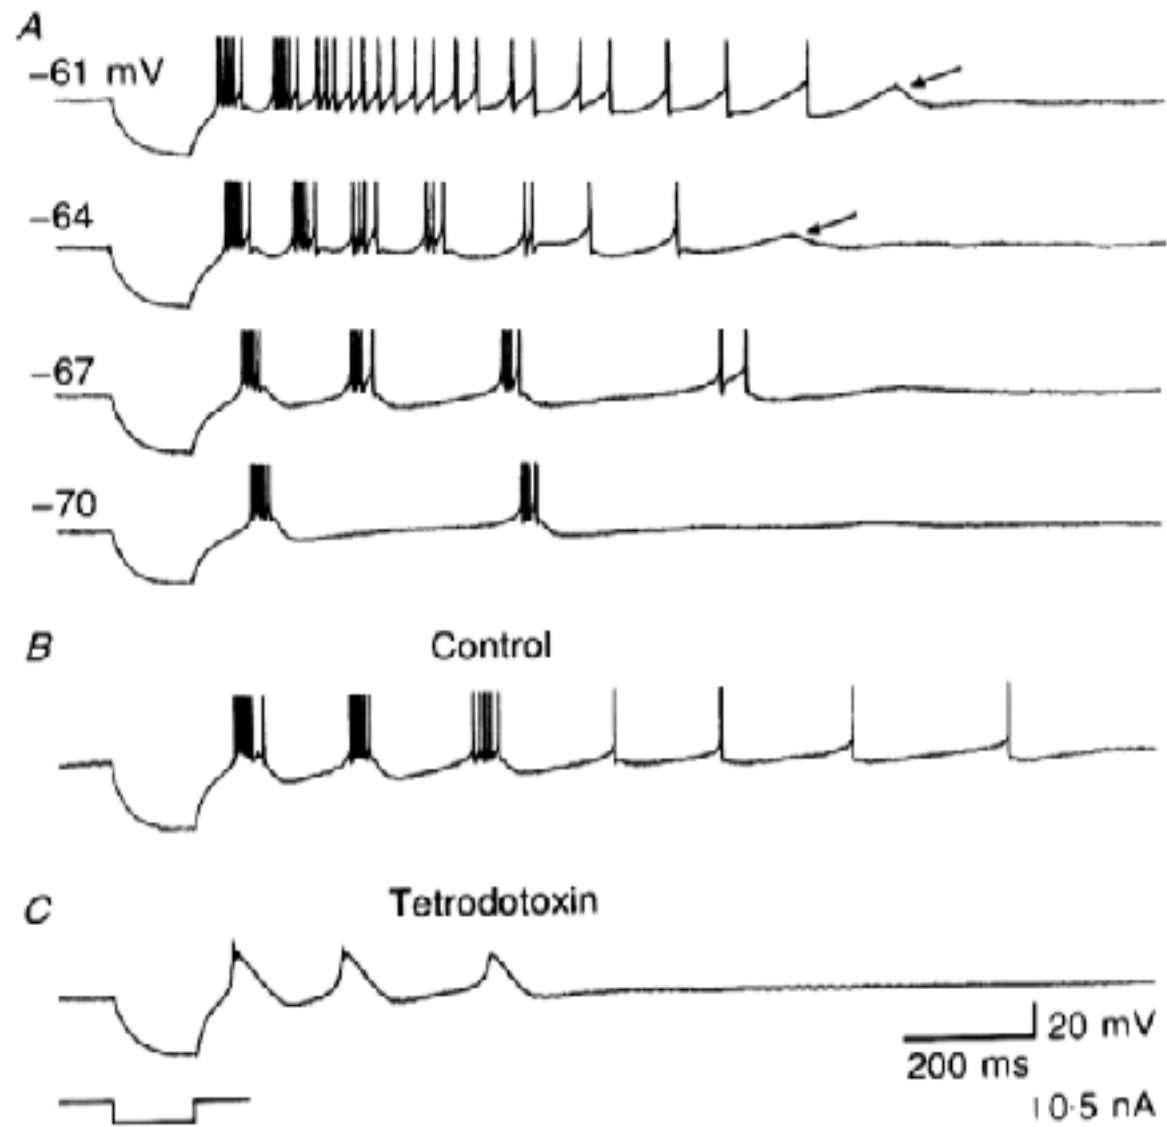 A
–61 mV
–64
–67
–70
B
Control
C
Tetrodotoxin
20 mV
200 ms
0·5 nA